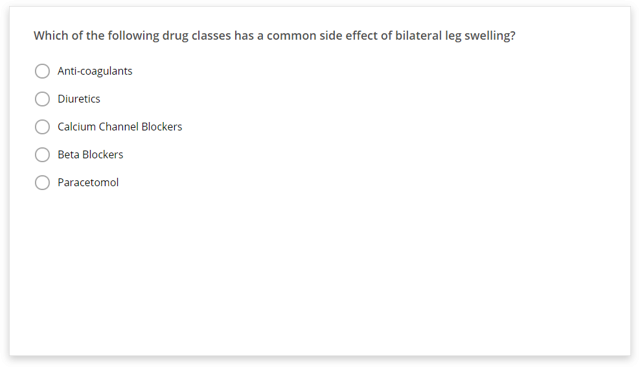 Which of the following drug classes has a common side effect of bilateral leg swelling?
Anti-coagulants
Diuretics
Calcium Channel Blockers
Beta Blockers
Paracetomol